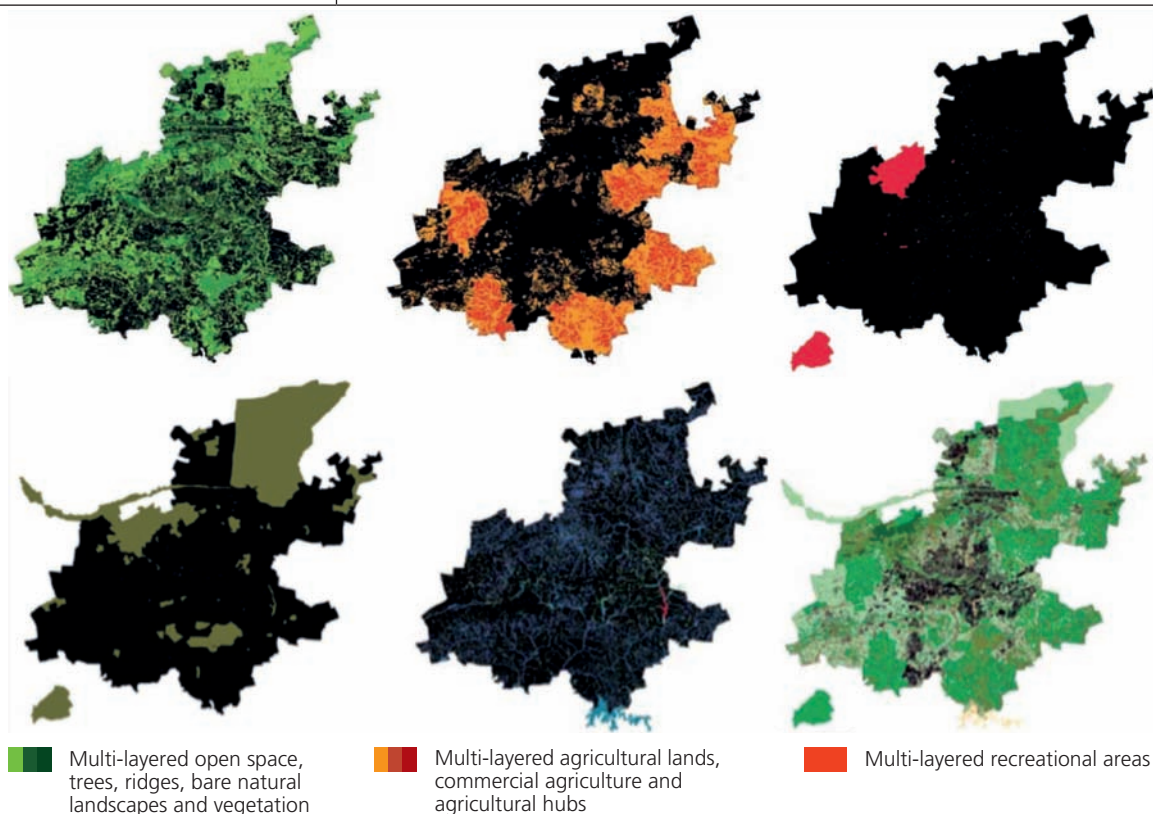 Multi-layered open space,
trees, ridges, bare natural
landscapes and vegetation
Multi-layered agricultural lands,
commercial agriculture and
agricultural hubs
Multi-layered recreational areas